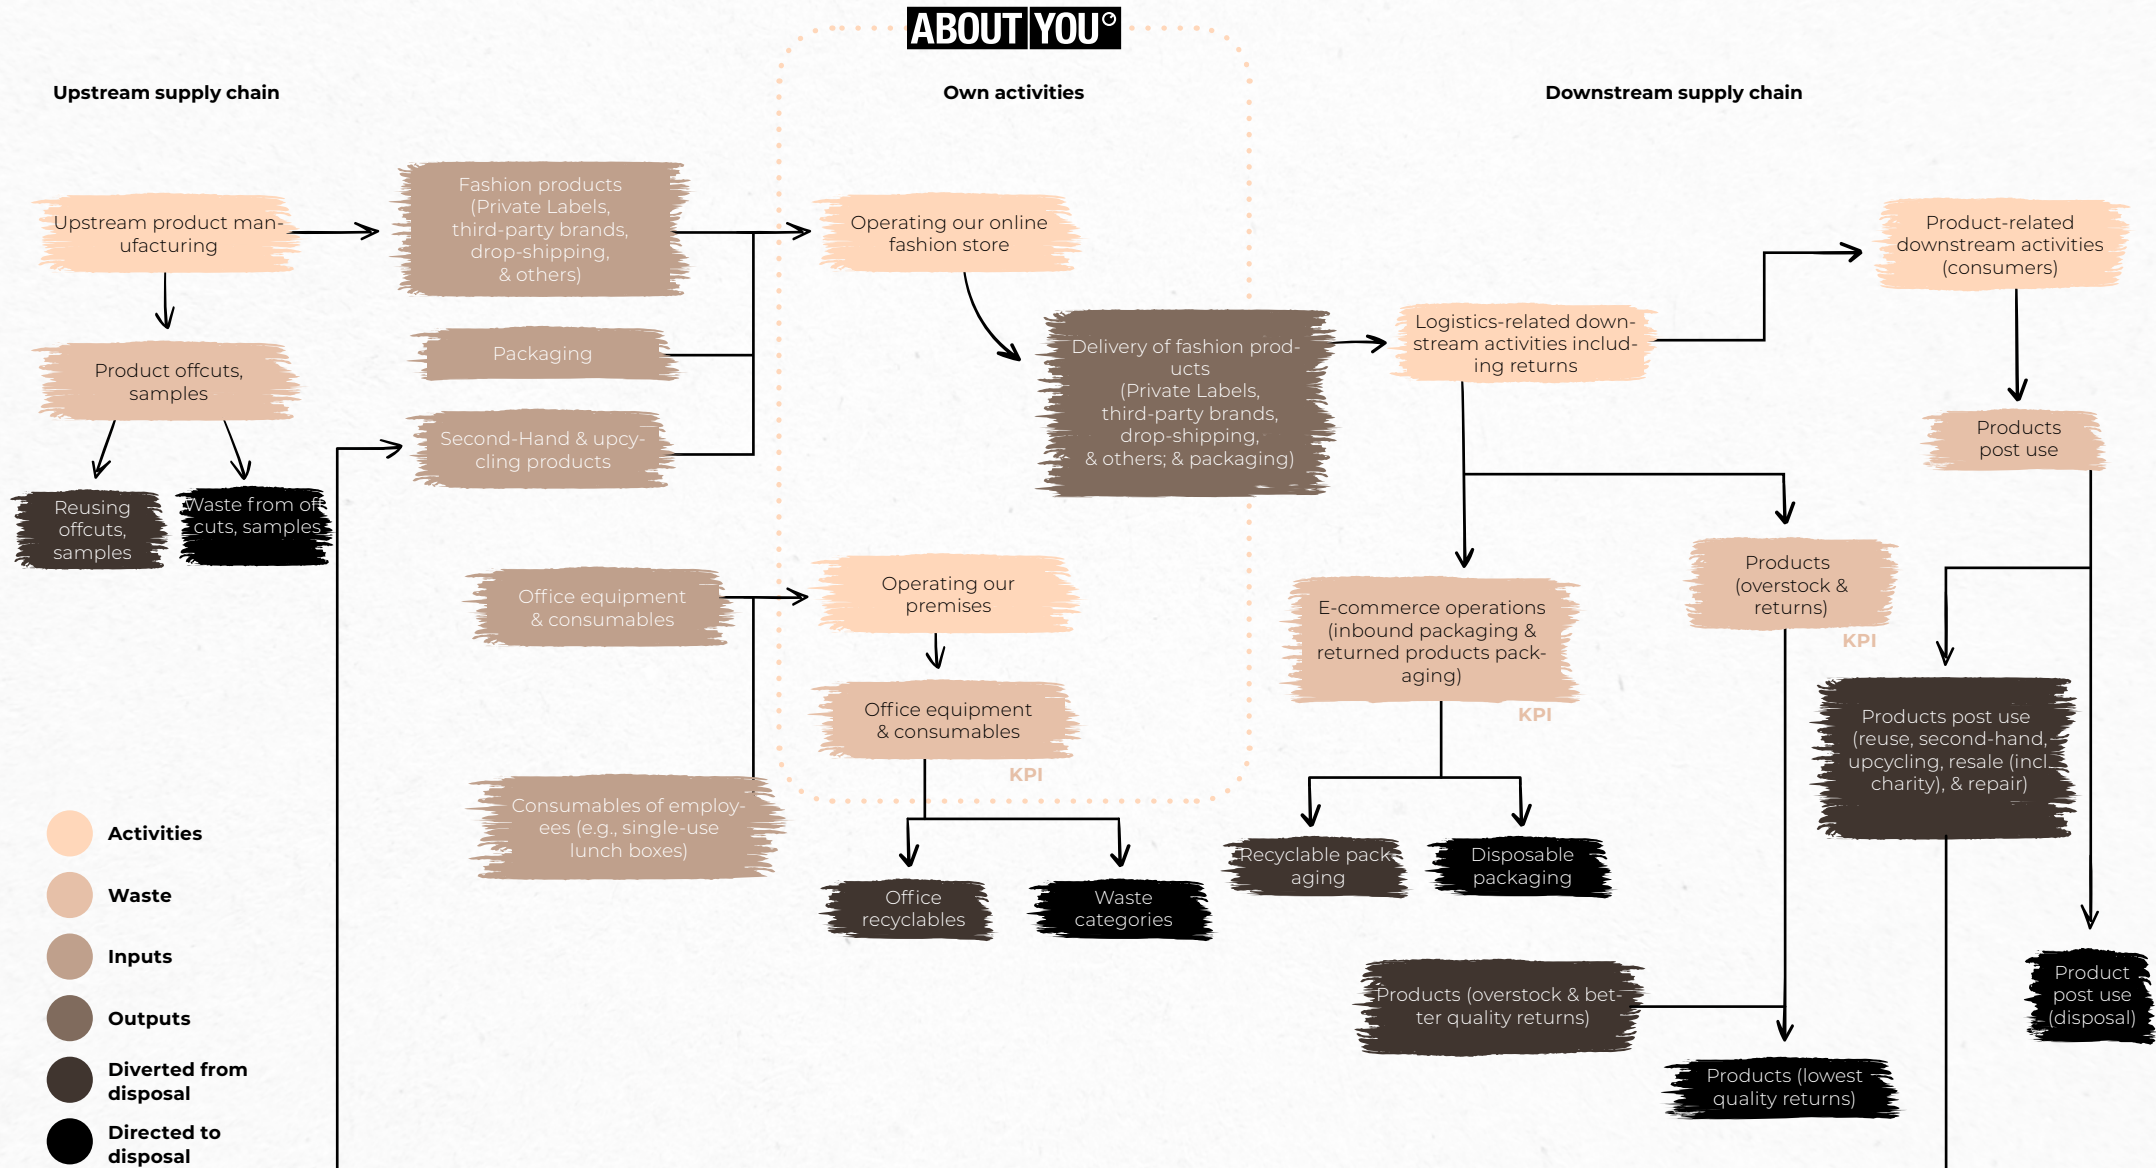 ABOUT YOU°
Upstream supply chain
Own activities
Downstream supply chain
Upstream product man-
ufacturing
Fashion products
(Private Labels,
third-party brands,
drop-shipping,
& others)
Operating our online
fashion store
Product-related
downstream activities
(consumers)
Packaging
Product offcuts,
samples
Second-Hand & upcy-
cling products
Delivery of fashion prod-
ucts
(Private Labels,
third-party brands,
drop-shipping,
& others; & packaging)
Logistics-related down-
stream activities includ-
ing returns
Products
post use
Reusing
offcuts,
samples
Waste from off
cuts, samples
Office equipment
& consumables
Operating our
premises
E-commerce operations
(inbound packaging &
returned products pack-
aging)
KPI
Products
(overstock &
returns)
KPI
Office equipment
& consumables
KPI
Products post use
(reuse, second-hand,
upcycling, resale (incl.
charity), & repair)
Consumables of employ-
ees (e.g., single-use
lunch boxes)
Office
recyclables
Waste
categories
Recyclable pack
aging
Disposable
packaging
Products (overstock & bet-
ter quality returns)
Products (lowest
quality returns)
Product
post use
(disposal)
Activities
Waste
Inputs
Outputs
Diverted from
disposal
Directed to
disposal